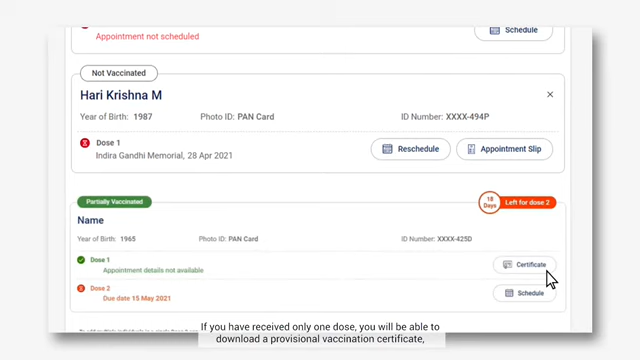 Appointment not scheduled
Schedule
Not Vaccinated
Hari Krishna M
Year of Birth: 1987 Photo ID: PAN Card ID Number: XXXX-494P
Dose 1
Indira Gandhi Memorial, 28 Apr 2021
Reschedule
Appointment Slip
Partially Vaccinated
18 Days
Left for dose 2
Name
Year of Birth: 1965 Photo ID: PAN Card ID Number: XXXX-425D
Dose 1
Appointment details not available
Certificate
Dose 2
Due date 15 May 2021
Schedule
If you have received only one dose, you will be able to
download a provisional vaccination certificate,